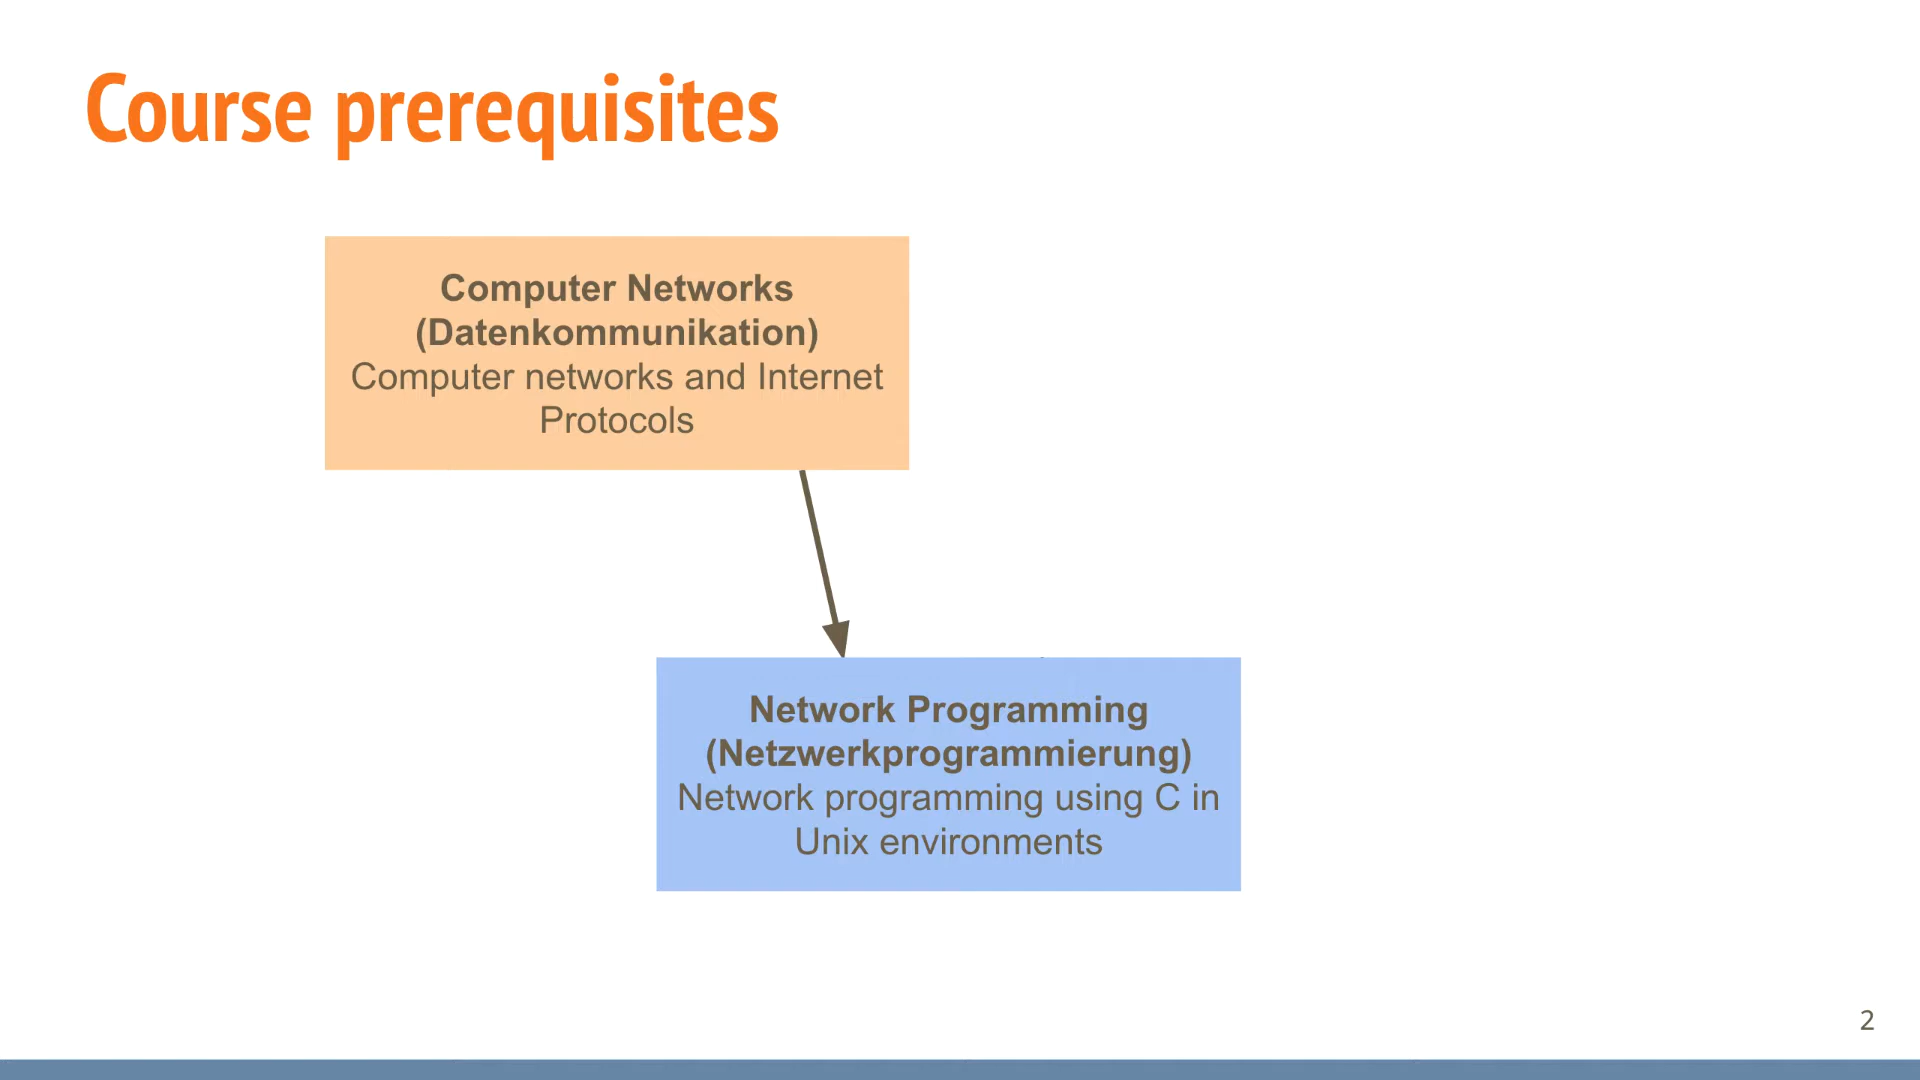 Course prerequisites
Computer Networks
(Datenkommunikation)
Computer networks and Internet
Protocols
Network Programming
(Netzwerkprogrammierung)
Network programming using C in
Unix environments
2